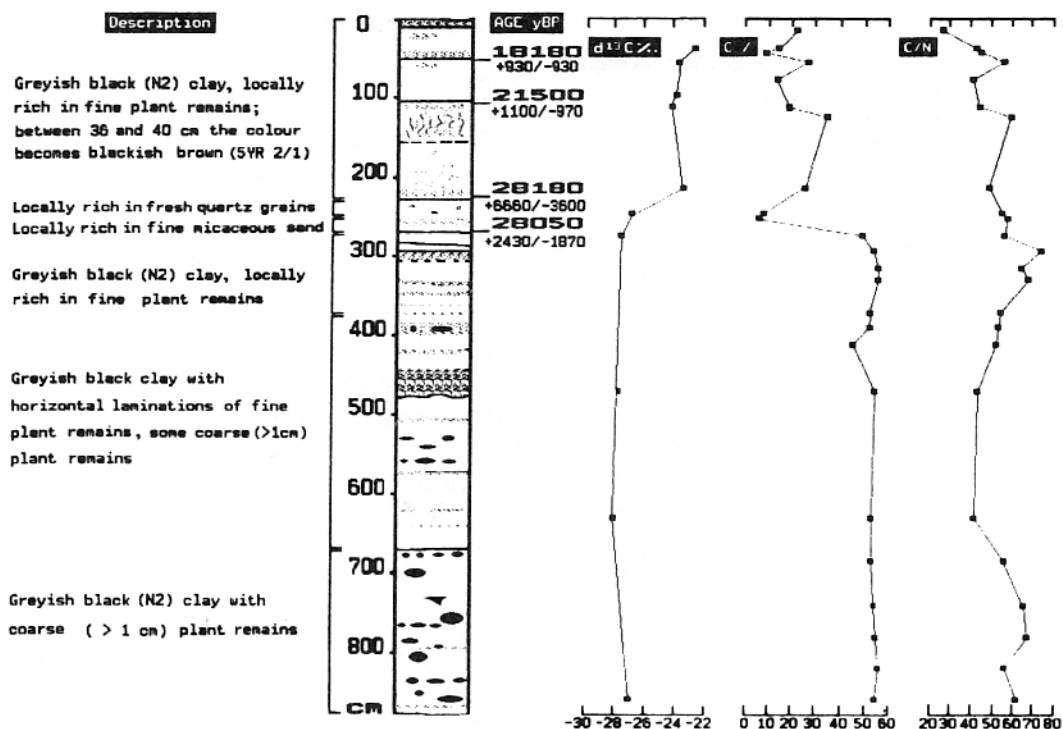 Description
AGE yBP
d¹³C‰.
C /
C/N
0
100
200
300
400
500
600
700
800
cm
18180
+930/-930
21500
+1100/-970
28180
+6660/-3600
28050
+2430/-1870
Greyish black (N2) clay, locally
rich in fine plant remains;
between 36 and 40 cm the colour
becomes blackish brown (5YR 2/1)
Locally rich in fresh quartz grains
Locally rich in fine micaceous sand
Greyish black (N2) clay, locally
rich in fine plant remains
Greyish black clay with
horizontal laminations of fine
plant remains, some coarse (>1cm)
plant remains
Greyish black (N2) clay with
coarse ( > 1 cm) plant remains
-30 -28 -26 -24 -22
0 10 20 30 40 50 60
20 30 40 50 60 70 80